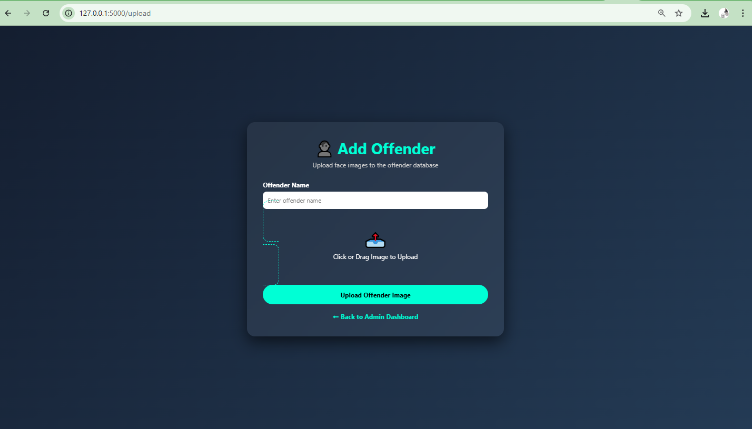 127.0.0.1:5000/upload
Add Offender
Upload face images to the offender database
Offender Name
Enter offender name
Click or Drag Image to Upload
Upload Offender Image
← Back to Admin Dashboard